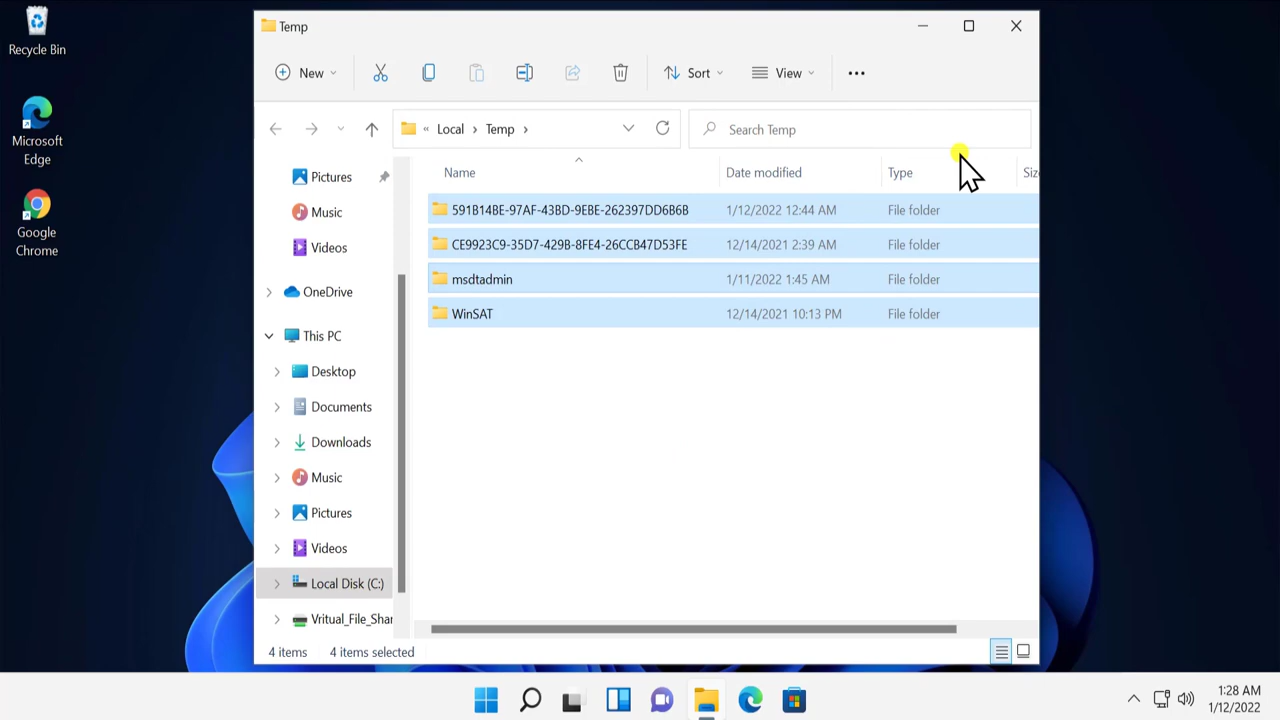 Recycle Bin
Microsoft
Edge
Google
Chrome
Temp
New
Sort
View
« Local > Temp >
Search Temp
Pictures
Music
Videos
OneDrive
This PC
Desktop
Documents
Downloads
Music
Pictures
Videos
Local Disk (C:)
Vritual_File_Shar
Name Date modified Type Siz
591B14BE-97AF-43BD-9EBE-262397DD6B6B 1/12/2022 12:44 AM File folder
CE9923C9-35D7-429B-8FE4-26CCB47D53FE 12/14/2021 2:39 AM File folder
msdtadmin 1/11/2022 1:45 AM File folder
WinSAT 12/14/2021 10:13 PM File folder
4 items 4 items selected
1:28 AM
1/12/2022